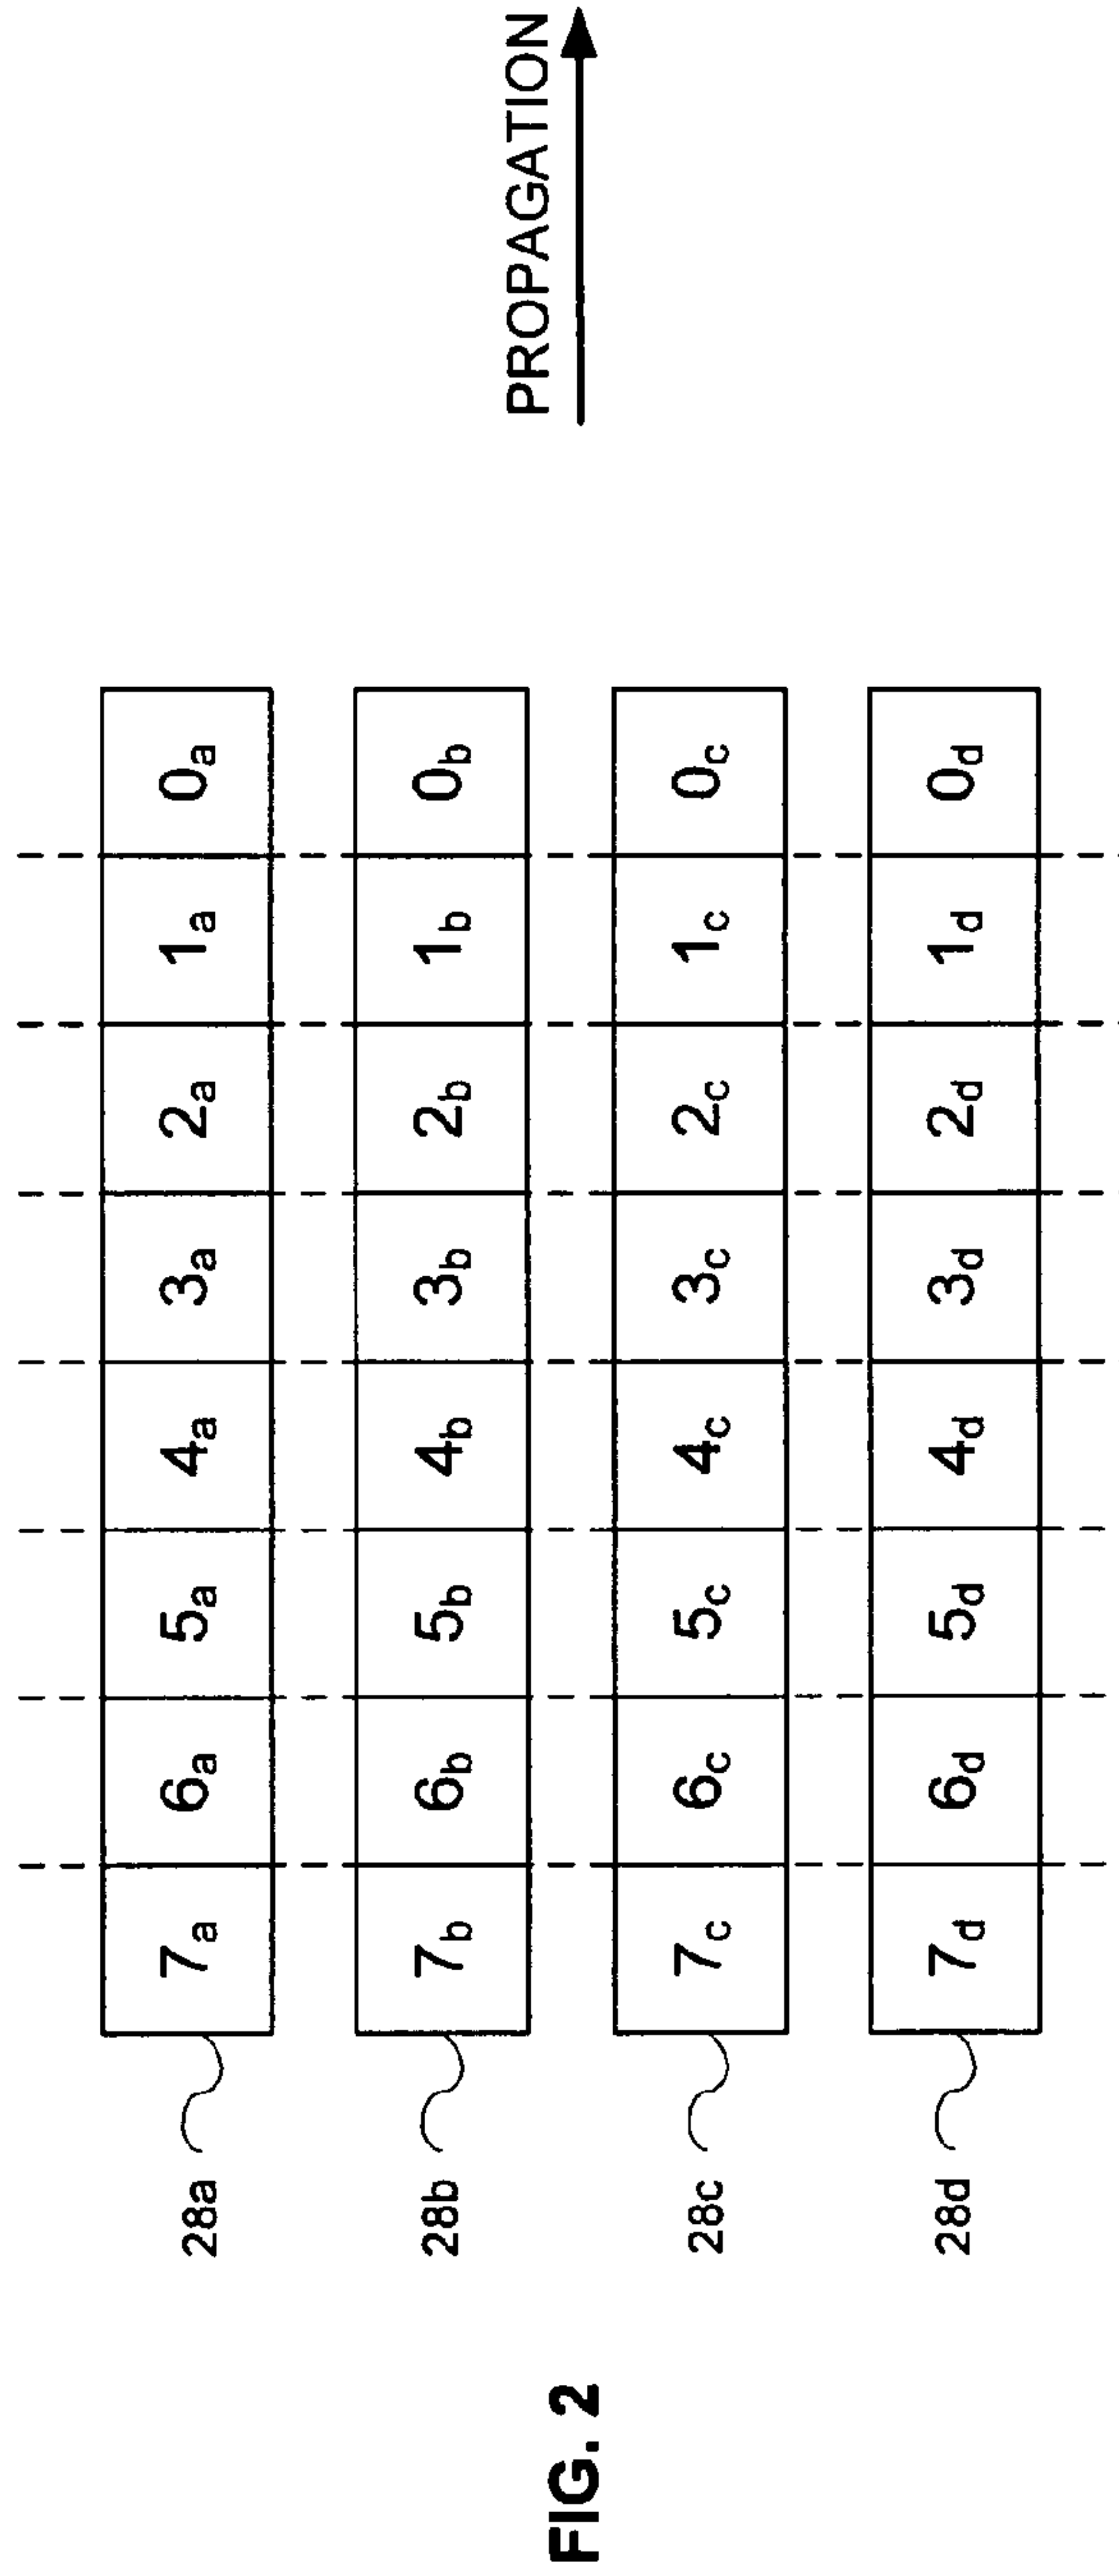 28a 7a 6a 5a 4a 3a 2a 1a 0a
28b 7b 6b 5b 4b 3b 2b 1b 0b
PROPAGATION
28c 7c 6c 5c 4c 3c 2c 1c 0c
28d 7d 6d 5d 4d 3d 2d 1d 0d
FIG. 2